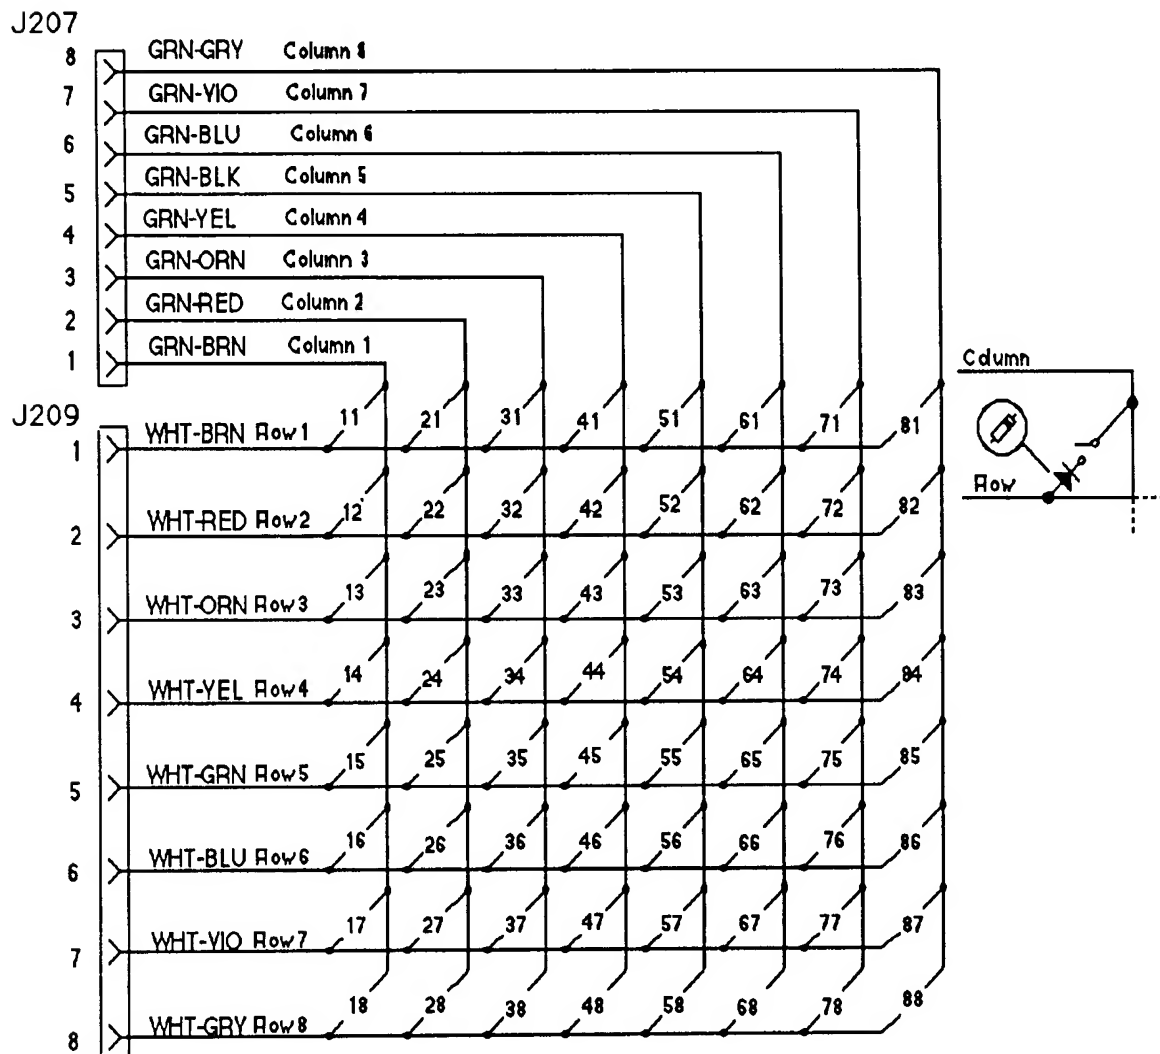 J207
8 GRN-GRY Column 8
7 GRN-VIO Column 7
6 GRN-BLU Column 6
5 GRN-BLK Column 5
4 GRN-YEL Column 4
3 GRN-ORN Column 3
2 GRN-RED Column 2
1 GRN-BRN Column 1
J209
1 WHT-BRN Row 1 11 21 31 41 51 61 71 81
2 WHT-RED Row 2 12 22 32 42 52 62 72 82
3 WHT-ORN Row 3 13 23 33 43 53 63 73 83
4 WHT-YEL Row 4 14 24 34 44 54 64 74 84
5 WHT-GRN Row 5 15 25 35 45 55 65 75 85
6 WHT-BLU Row 6 16 26 36 46 56 66 76 86
7 WHT-VIO Row 7 17 27 37 47 57 67 77 87
8 WHT-GRY Row 8 18 28 38 48 58 68 78 88
Column
Row